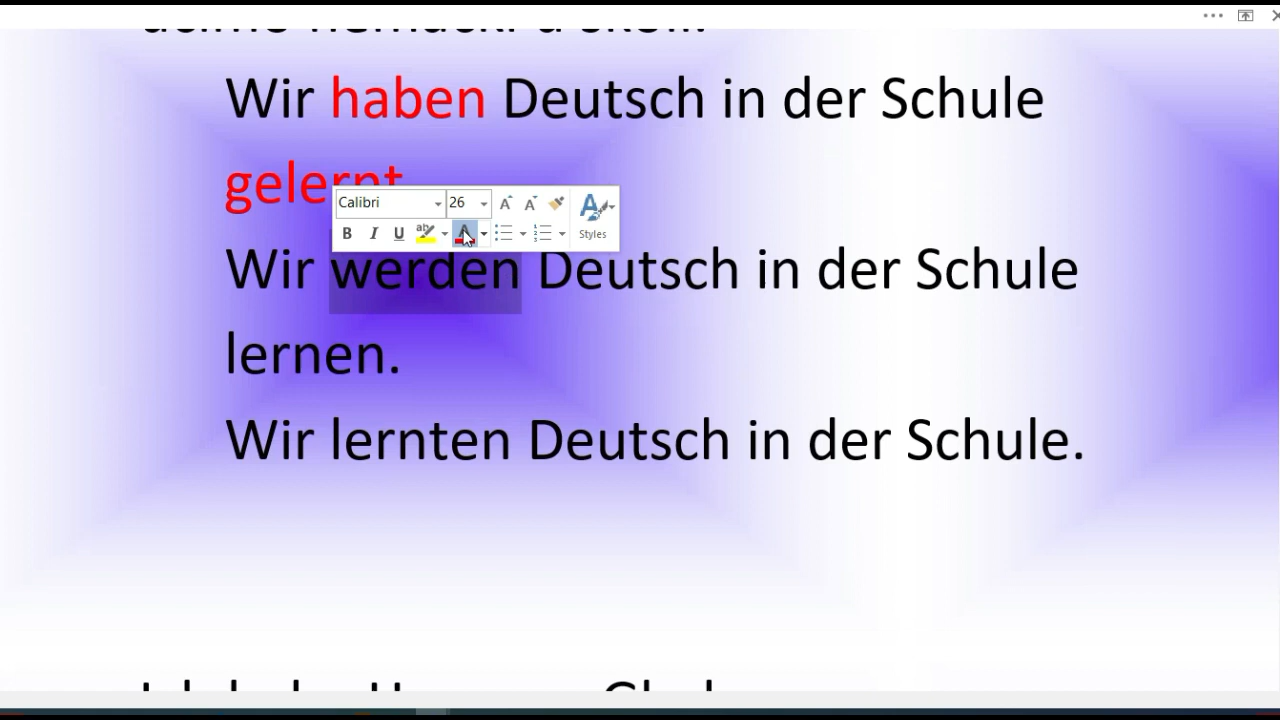 Wir haben Deutsch in der Schule
gelernt
Calibri 26
B I U ab A Styles
Wir werden Deutsch in der Schule
lernen.
Wir lernten Deutsch in der Schule.